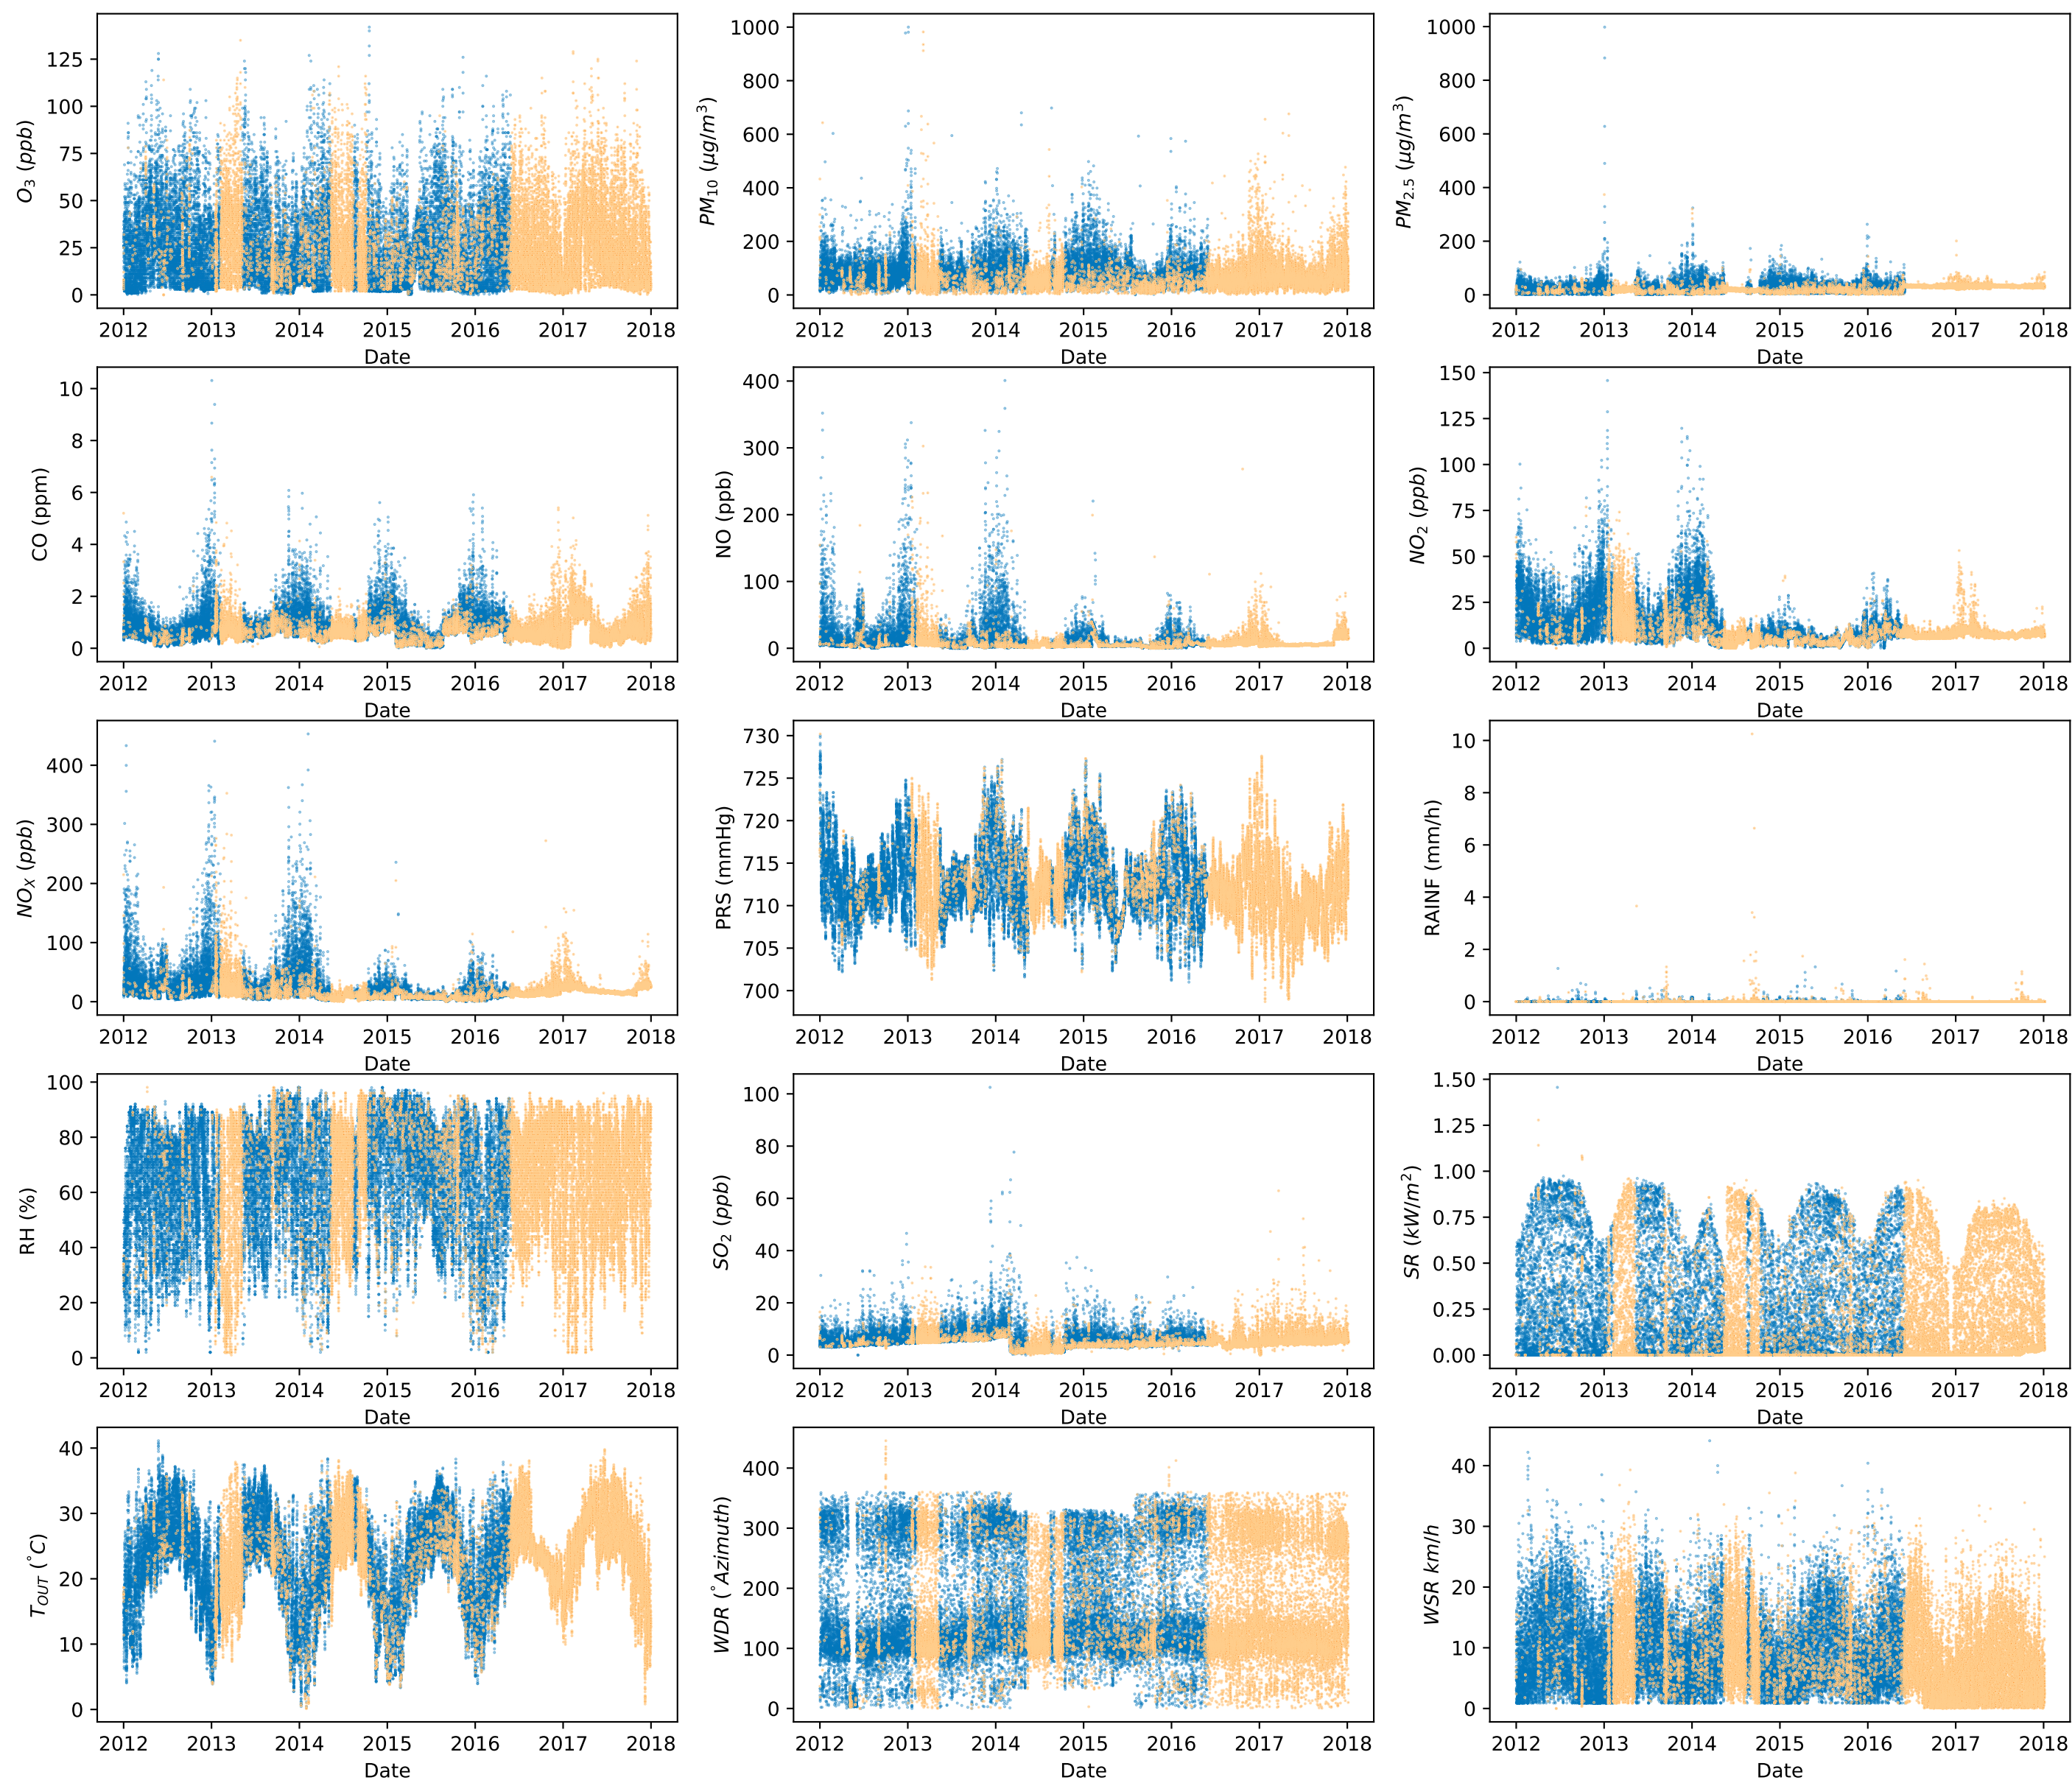 O3 (ppb)
125
100
75
50
25
0
2012 2013 2014 2015 2016 2017 2018
Date
PM10 (μg/m3)
1000
800
600
400
200
0
2012 2013 2014 2015 2016 2017 2018
Date
PM2.5 (μg/m3)
1000
800
600
400
200
0
2012 2013 2014 2015 2016 2017 2018
Date
CO (ppm)
10
8
6
4
2
0
2012 2013 2014 2015 2016 2017 2018
Date
NO (ppb)
400
300
200
100
0
2012 2013 2014 2015 2016 2017 2018
Date
NO2 (ppb)
150
125
100
75
50
25
0
2012 2013 2014 2015 2016 2017 2018
Date
NOX (ppb)
400
300
200
100
0
2012 2013 2014 2015 2016 2017 2018
Date
PRS (mmHg)
730
725
720
715
710
705
700
2012 2013 2014 2015 2016 2017 2018
Date
RAINF (mm/h)
10
8
6
4
2
0
2012 2013 2014 2015 2016 2017 2018
Date
RH (%)
100
80
60
40
20
0
2012 2013 2014 2015 2016 2017 2018
Date
SO2 (ppb)
100
80
60
40
20
0
2012 2013 2014 2015 2016 2017 2018
Date
SR (kW/m2)
1.50
1.25
1.00
0.75
0.50
0.25
0.00
2012 2013 2014 2015 2016 2017 2018
Date
TOUT (°C)
40
30
20
10
0
2012 2013 2014 2015 2016 2017 2018
Date
WDR (°Azimuth)
400
300
200
100
0
2012 2013 2014 2015 2016 2017 2018
Date
WSR km/h
40
30
20
10
0
2012 2013 2014 2015 2016 2017 2018
Date